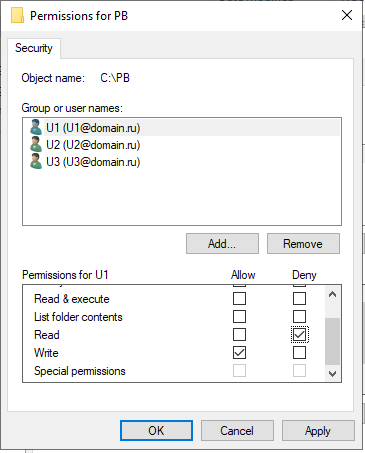 Permissions for PB
Security
Object name: C:\PB
Group or user names:
U1 (U1@domain.ru)
U2 (U2@domain.ru)
U3 (U3@domain.ru)
Add... Remove
Permissions for U1 Allow Deny
Read & execute
List folder contents
Read
Write
Special permissions
OK Cancel Apply